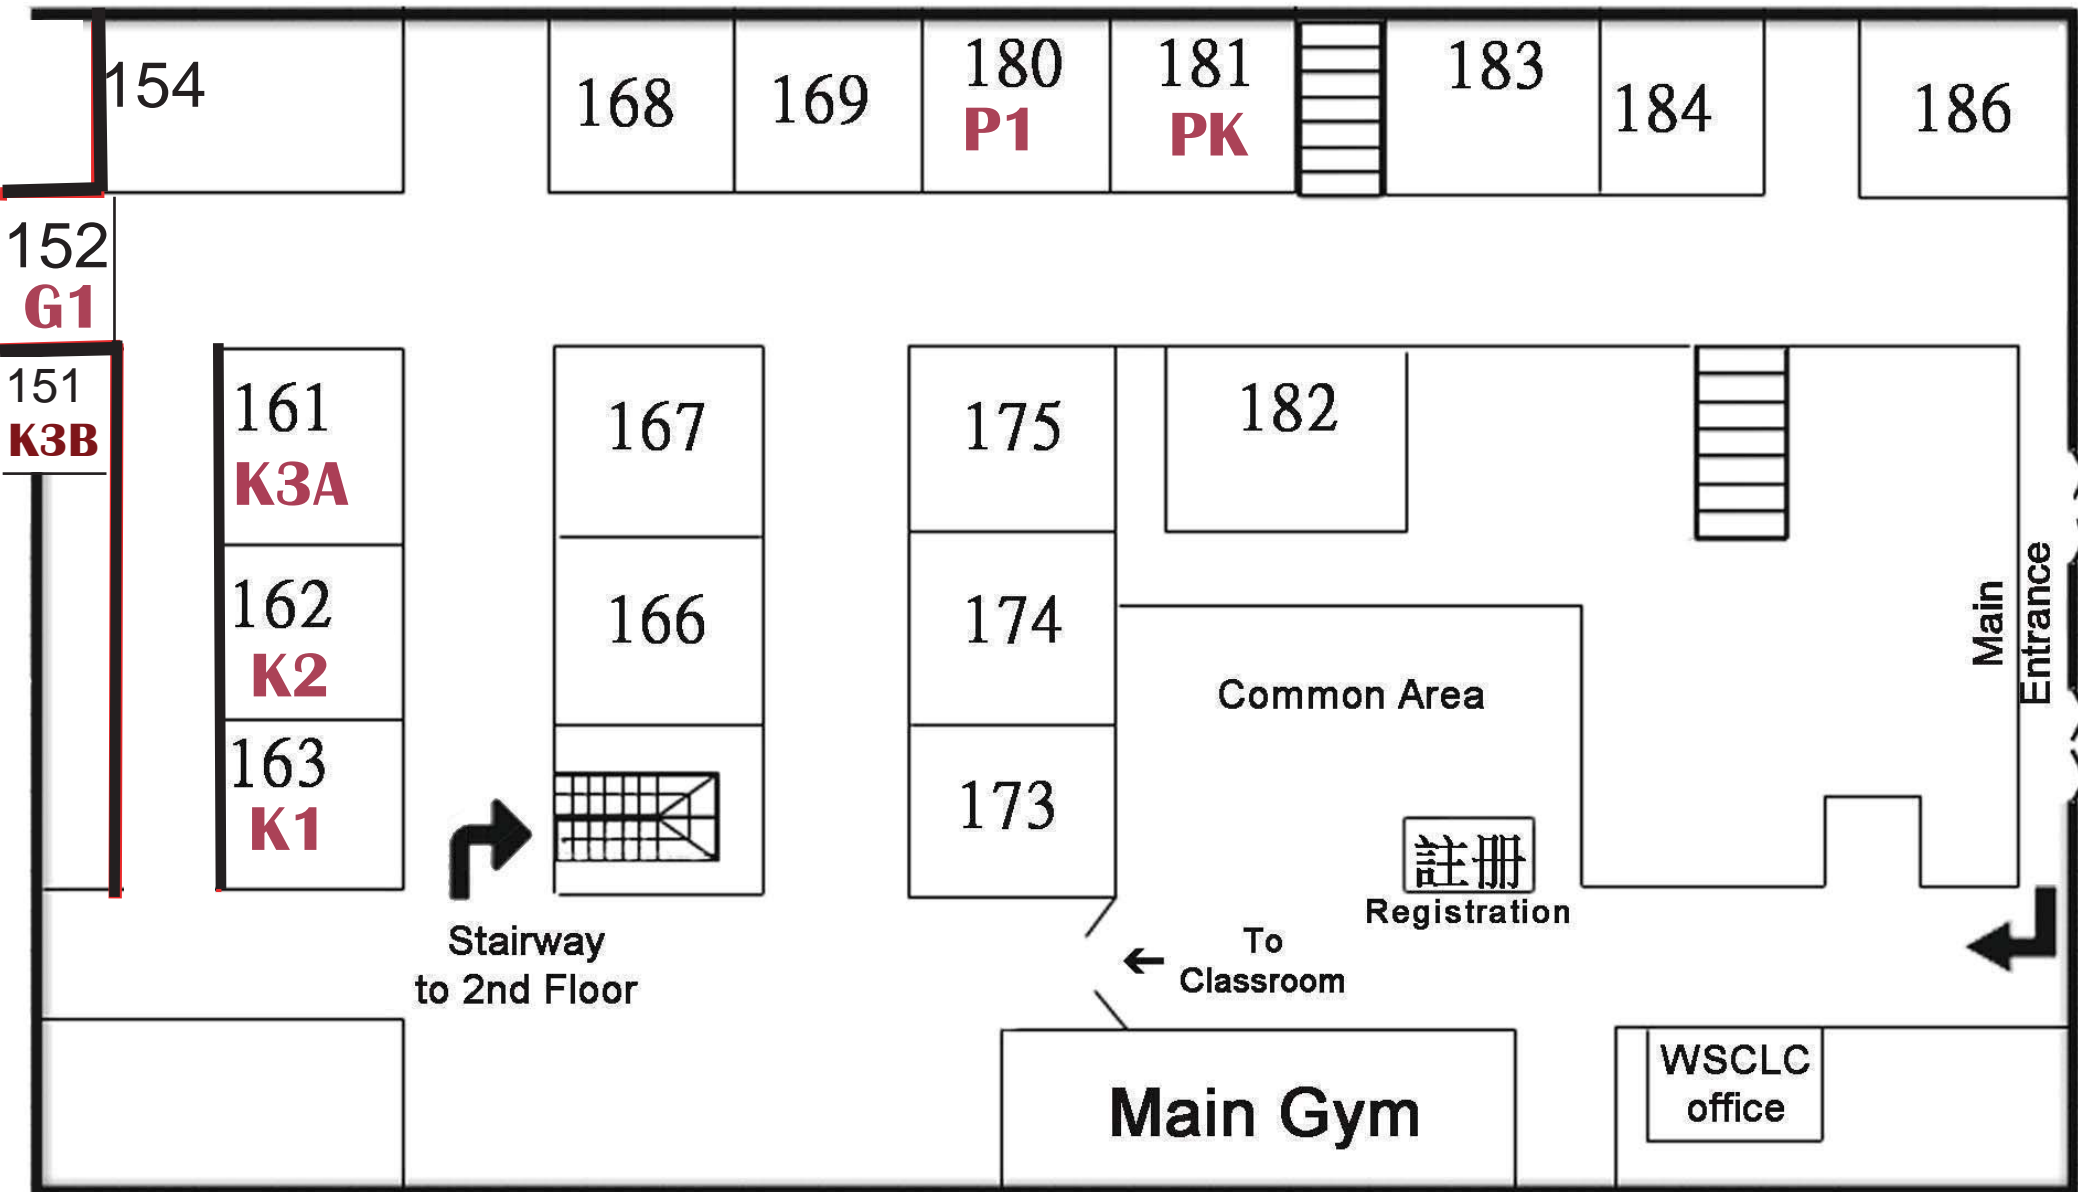 154
168
169
180
P1
181
PK
183
184
186
152
G1
151
K3B
161
K3A
162
K2
163
K1
167
166
175
174
173
182
Main
Entrance
Common Area
註册
Registration
To
Classroom
Stairway
to 2nd Floor
Main Gym
WSCLC
office